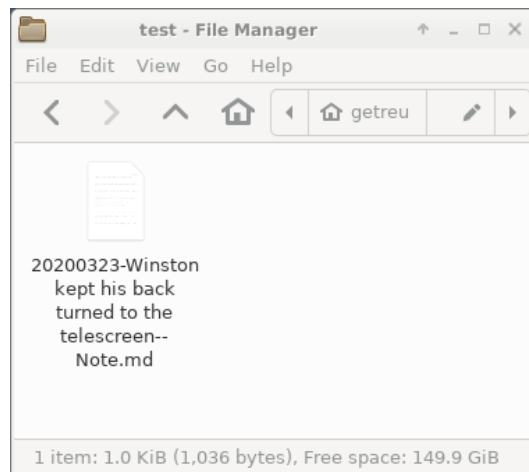 test - File Manager
File Edit View Go Help
getreu
20200323-Winston
kept his back
turned to the
telescreen--
Note.md
1 item: 1.0 KiB (1,036 bytes), Free space: 149.9 GiB